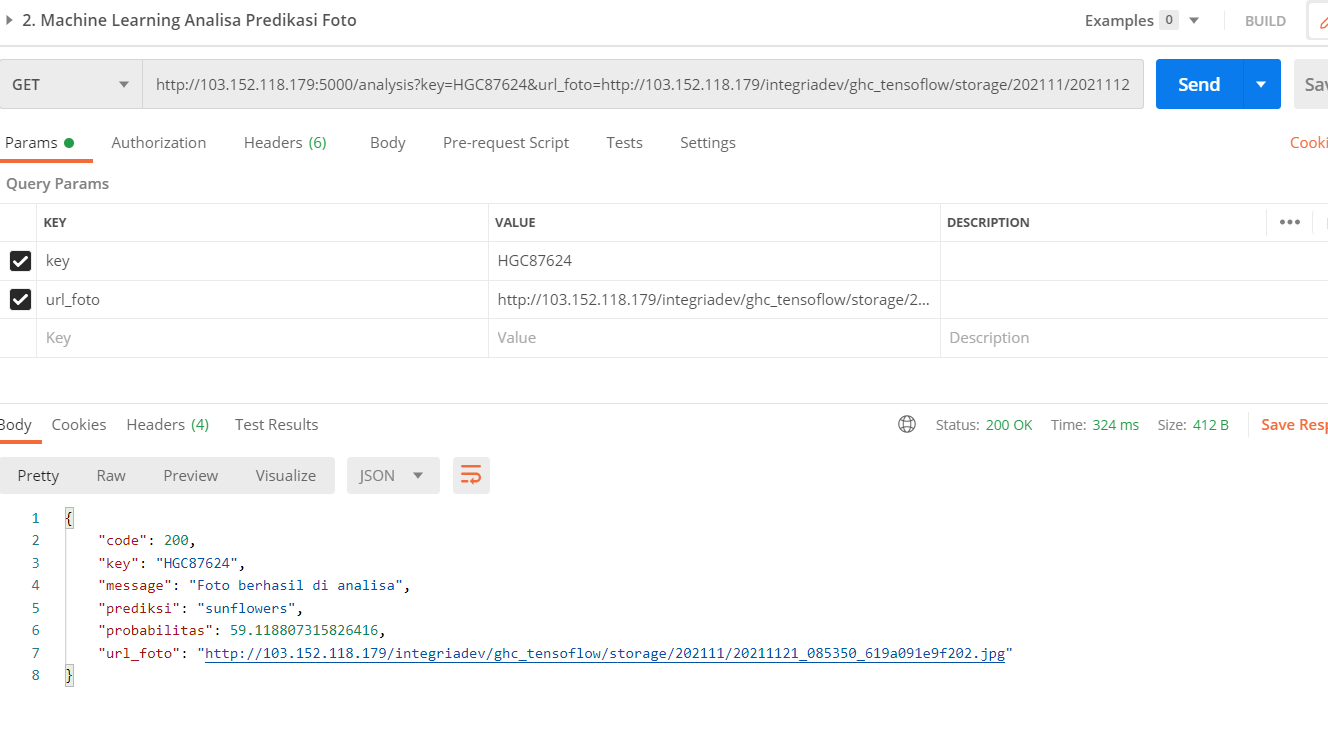 2. Machine Learning Analisa Predikasi Foto
Examples 0 BUILD
GET http://103.152.118.179:5000/analysis?key=HGC87624&url_foto=http://103.152.118.179/integriadev/ghc_tensoflow/storage/202111/2021112 Send Sav
Params Authorization Headers (6) Body Pre-request Script Tests Settings Cooki
Query Params
KEY VALUE DESCRIPTION
key HGC87624
url_foto http://103.152.118.179/integriadev/ghc_tensoflow/storage/2...
Key Value Description
Body Cookies Headers (4) Test Results Status: 200 OK Time: 324 ms Size: 412 B Save Resp
Pretty Raw Preview Visualize JSON
1 {
2 "code": 200,
3 "key": "HGC87624",
4 "message": "Foto berhasil di analisa",
5 "prediksi": "sunflowers",
6 "probabilitas": 59.118807315826416,
7 "url_foto": "http://103.152.118.179/integriadev/ghc_tensoflow/storage/202111/20211121_085350_619a091e9f202.jpg"
8 }